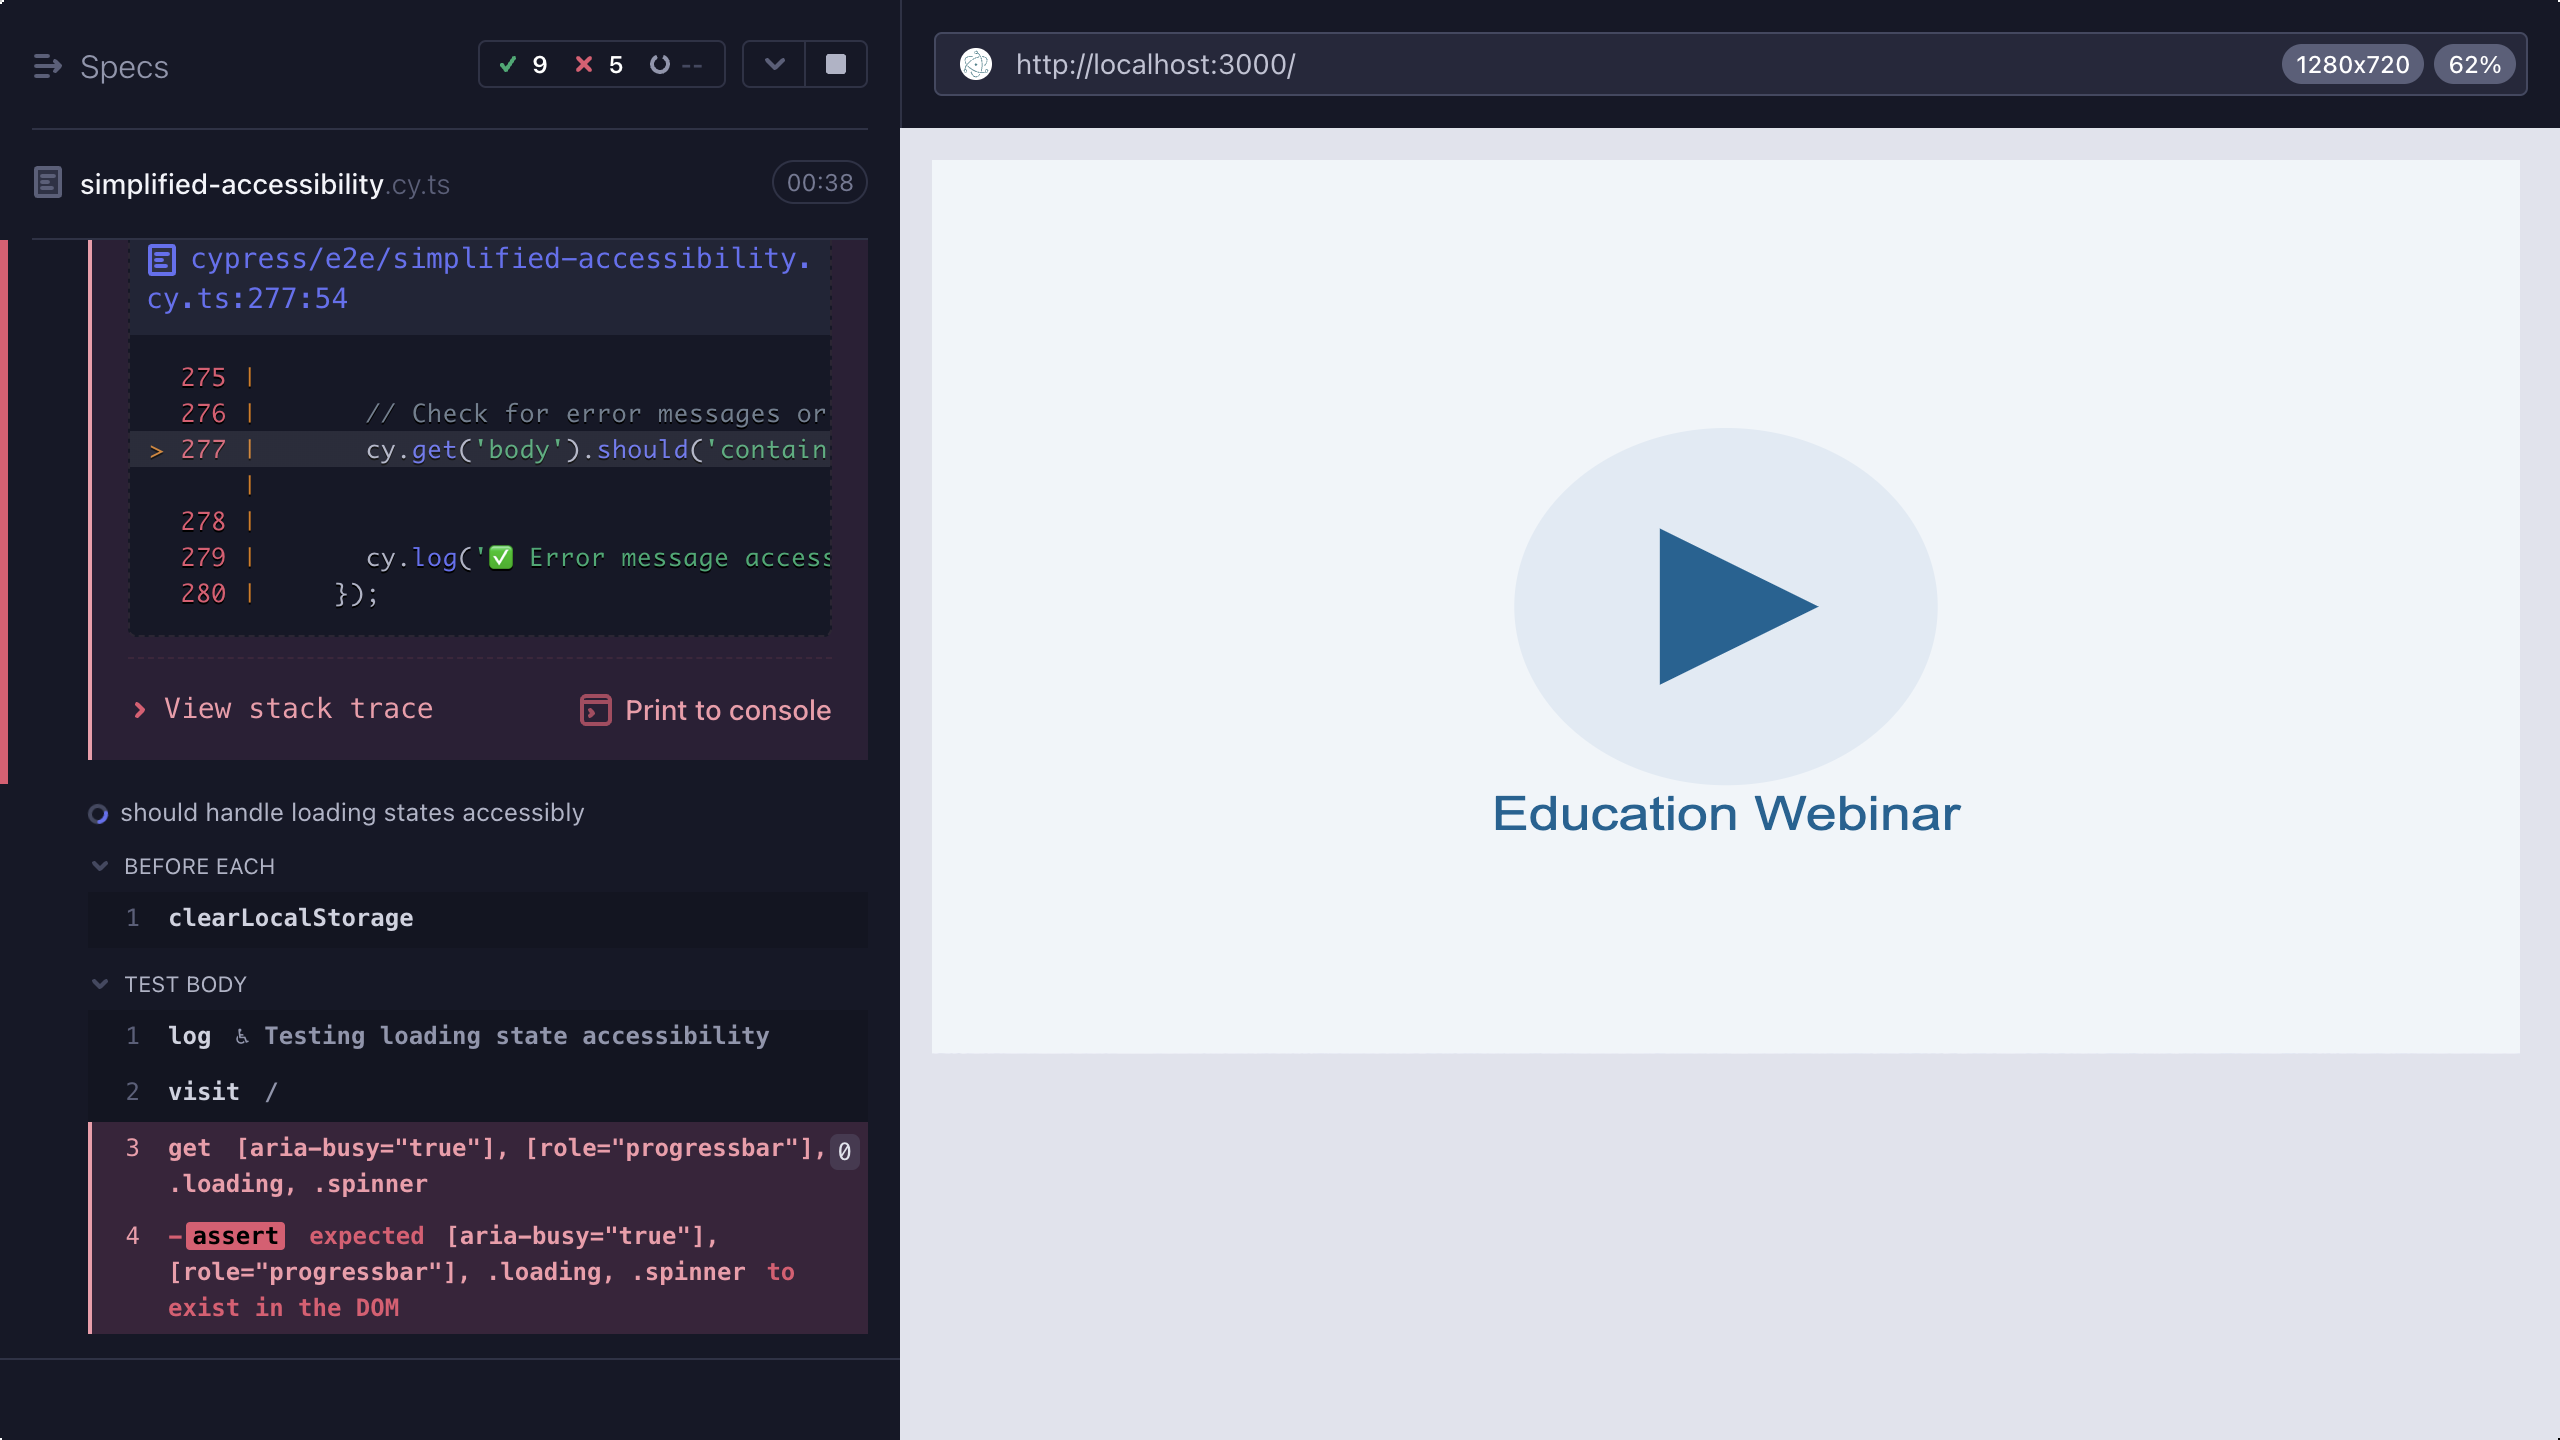 Specs
9 5 --
simplified-accessibility.cy.ts
00:38
cypress/e2e/simplified-accessibility.
cy.ts:277:54
275 |
276 | // Check for error messages or
> 277 | cy.get('body').should('contain
|
278 |
279 | cy.log('✅ Error message access
280 | });
View stack trace
Print to console
should handle loading states accessibly
BEFORE EACH
1 clearLocalStorage
TEST BODY
1 log ♿ Testing loading state accessibility
2 visit /
3 get [aria-busy="true"], [role="progressbar"], 0
.loading, .spinner
4 -assert expected [aria-busy="true"],
[role="progressbar"], .loading, .spinner to
exist in the DOM
http://localhost:3000/
1280x720 62%
Education Webinar